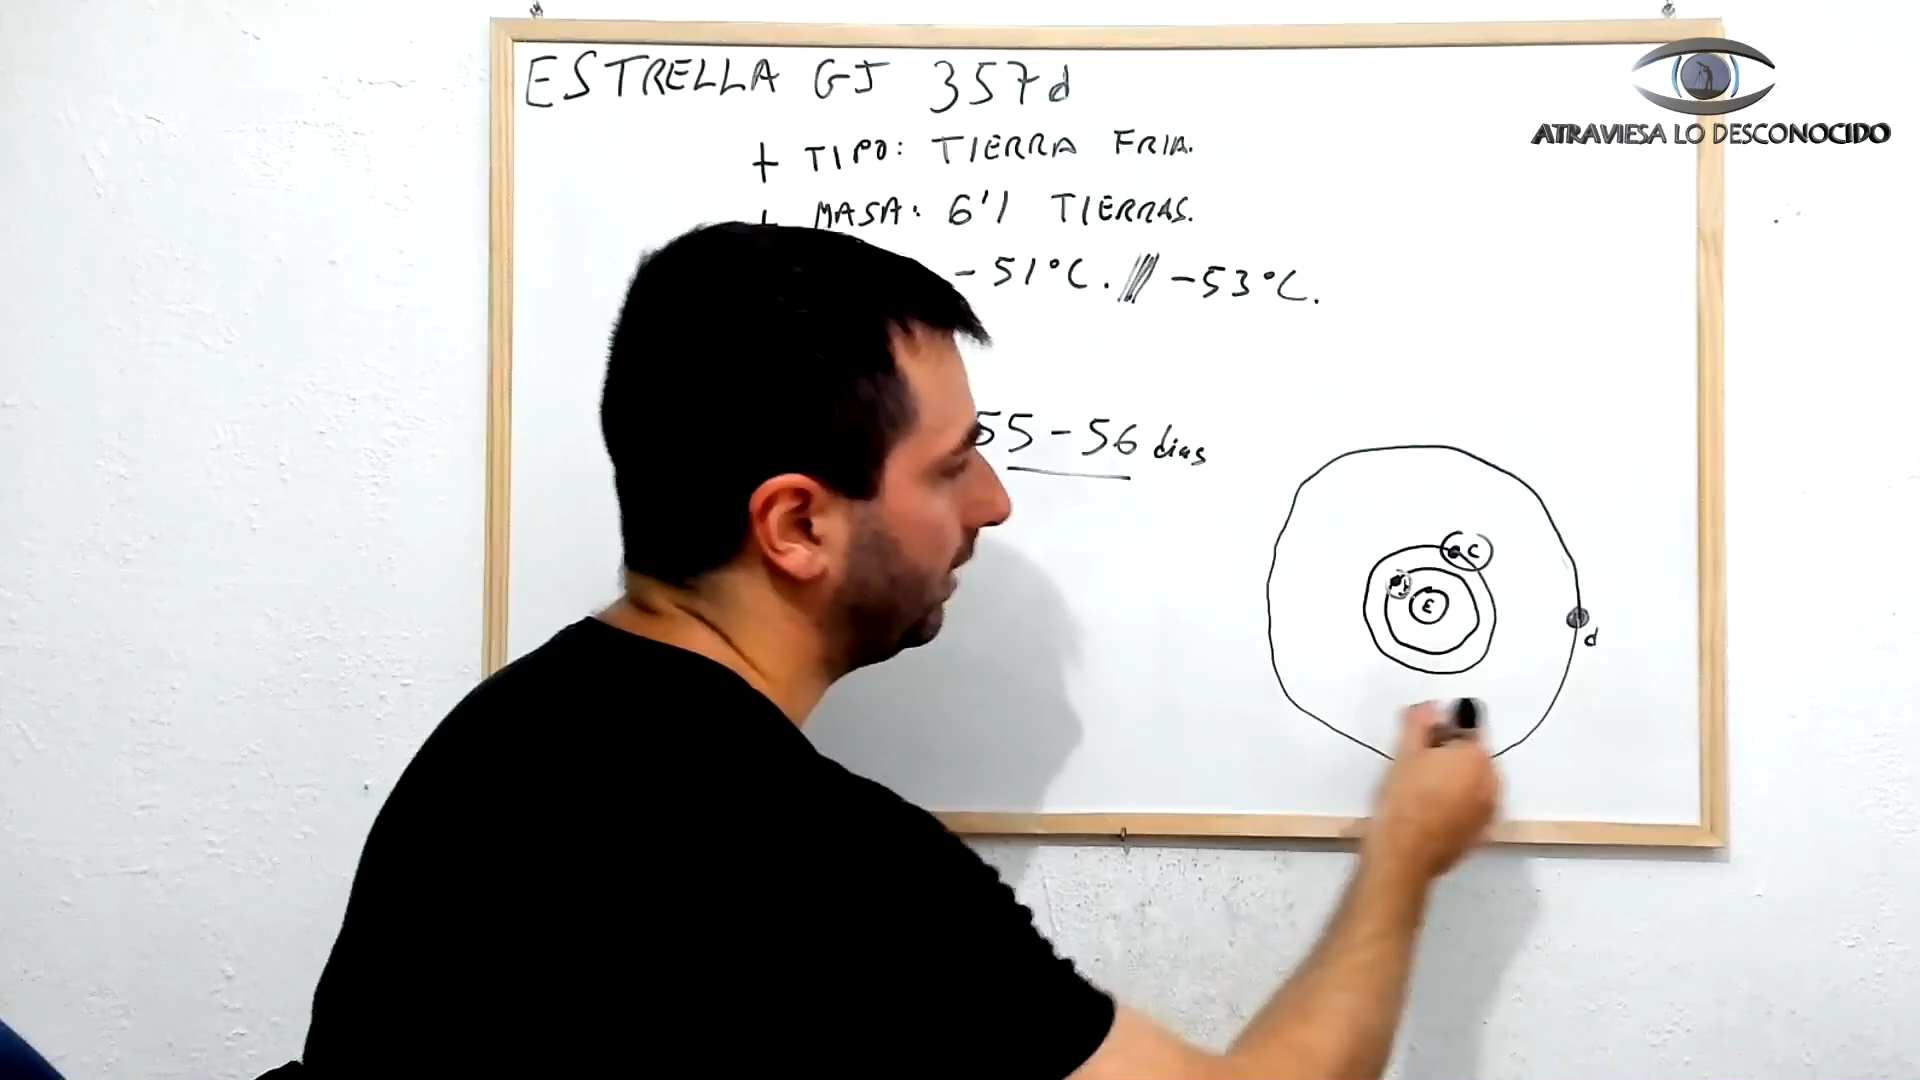 ESTRELLA GJ 357d
+ TIPO: TIERRA FRIA.
MASA: 6'1 TIERRAS.
-51°C. -53°C.
55-56 dias
C
E
d
ATRAVIESA LO DESCONOCIDO